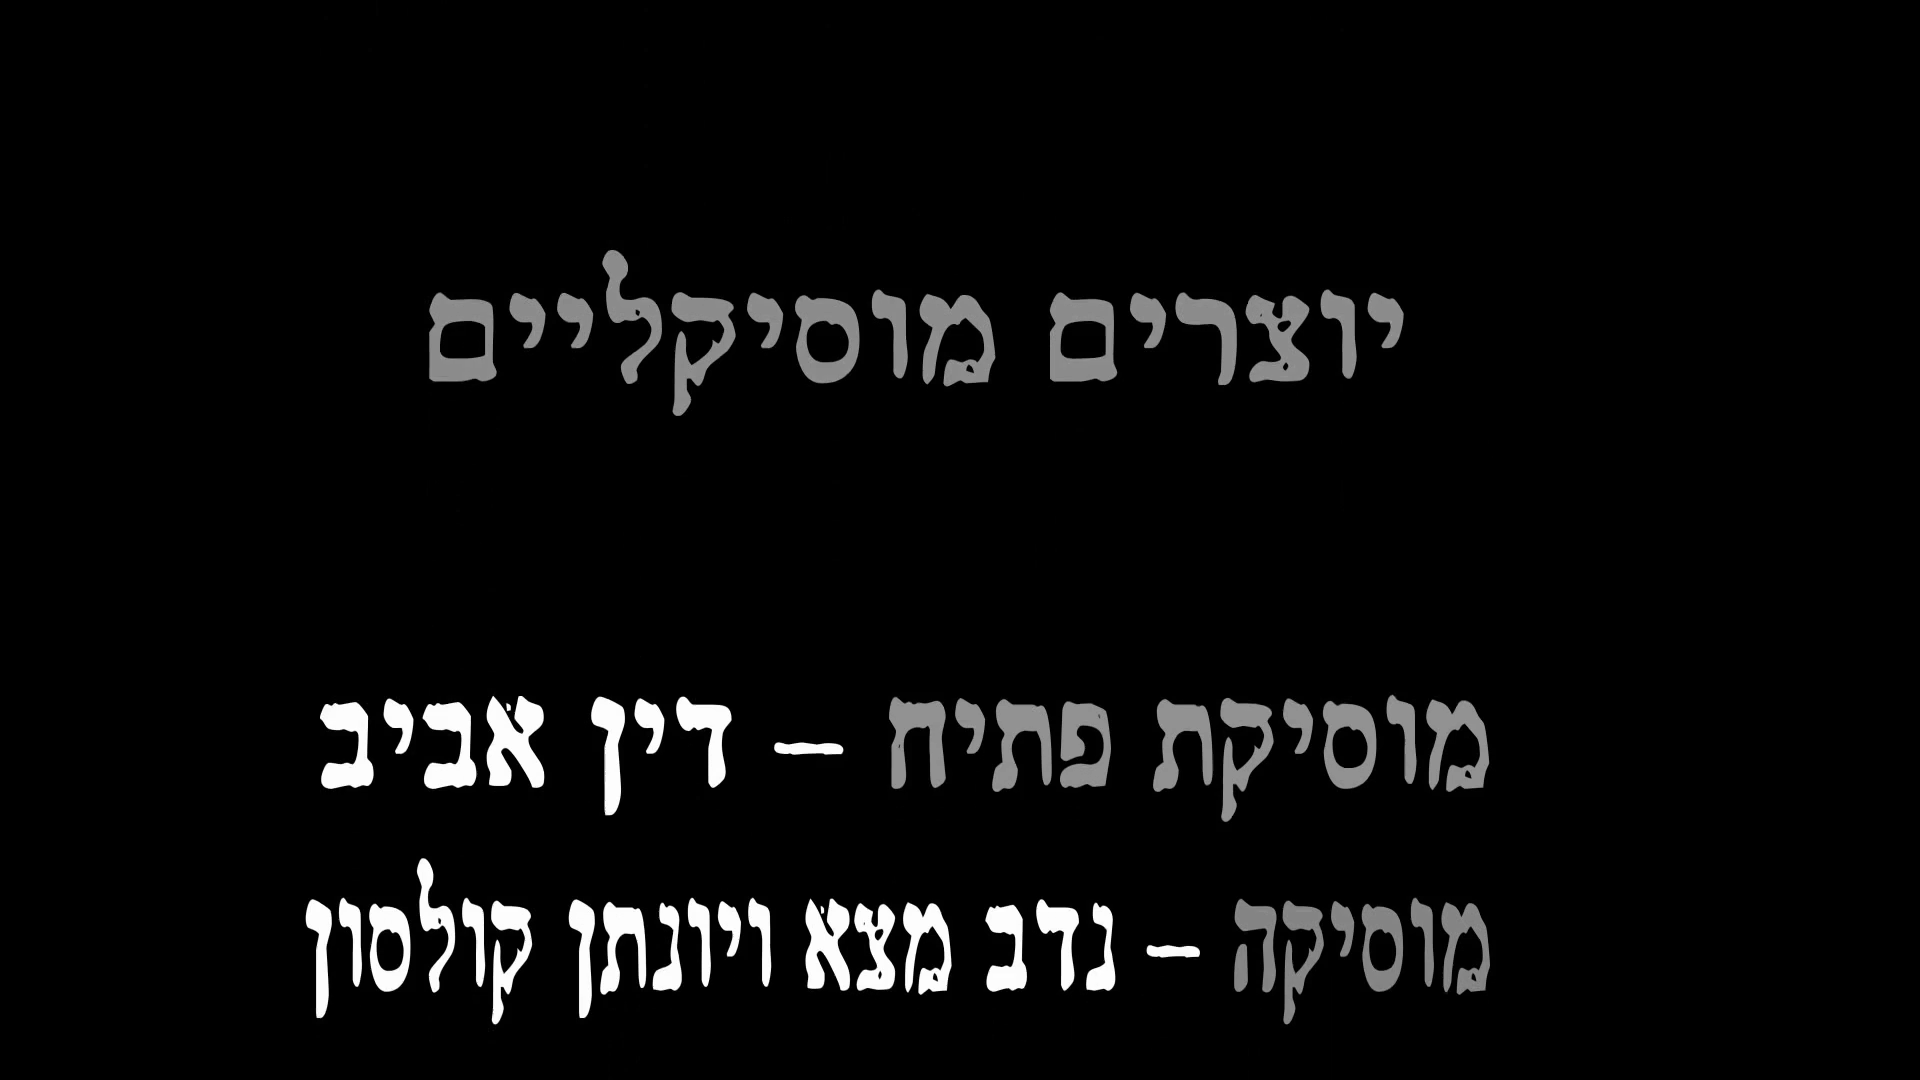 יוצרים מוסיקליים
מוסיקת פתיח – דין אביב
מוסיקה – נדב מצא ויונתן קולסון